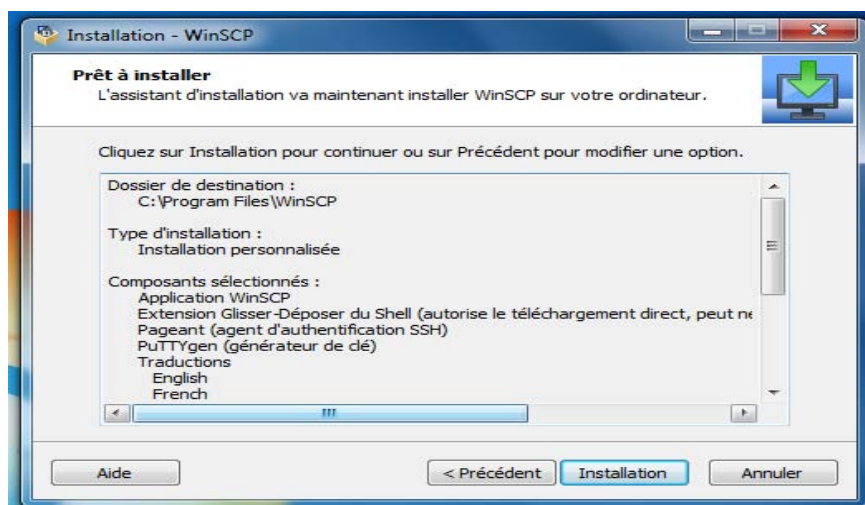 Installation - WinSCP
Prêt à installer
L'assistant d'installation va maintenant installer WinSCP sur votre ordinateur.
Cliquez sur Installation pour continuer ou sur Précédent pour modifier une option.
Dossier de destination :
C:\Program Files\WinSCP
Type d'installation :
Installation personnalisée
Composants sélectionnés :
Application WinSCP
Extension Glisser-Déposer du Shell (autorise le téléchargement direct, peut ne
Pageant (agent d'authentification SSH)
PuTTYgen (générateur de clé)
Traductions
English
French
Aide
< Précédent
Installation
Annuler